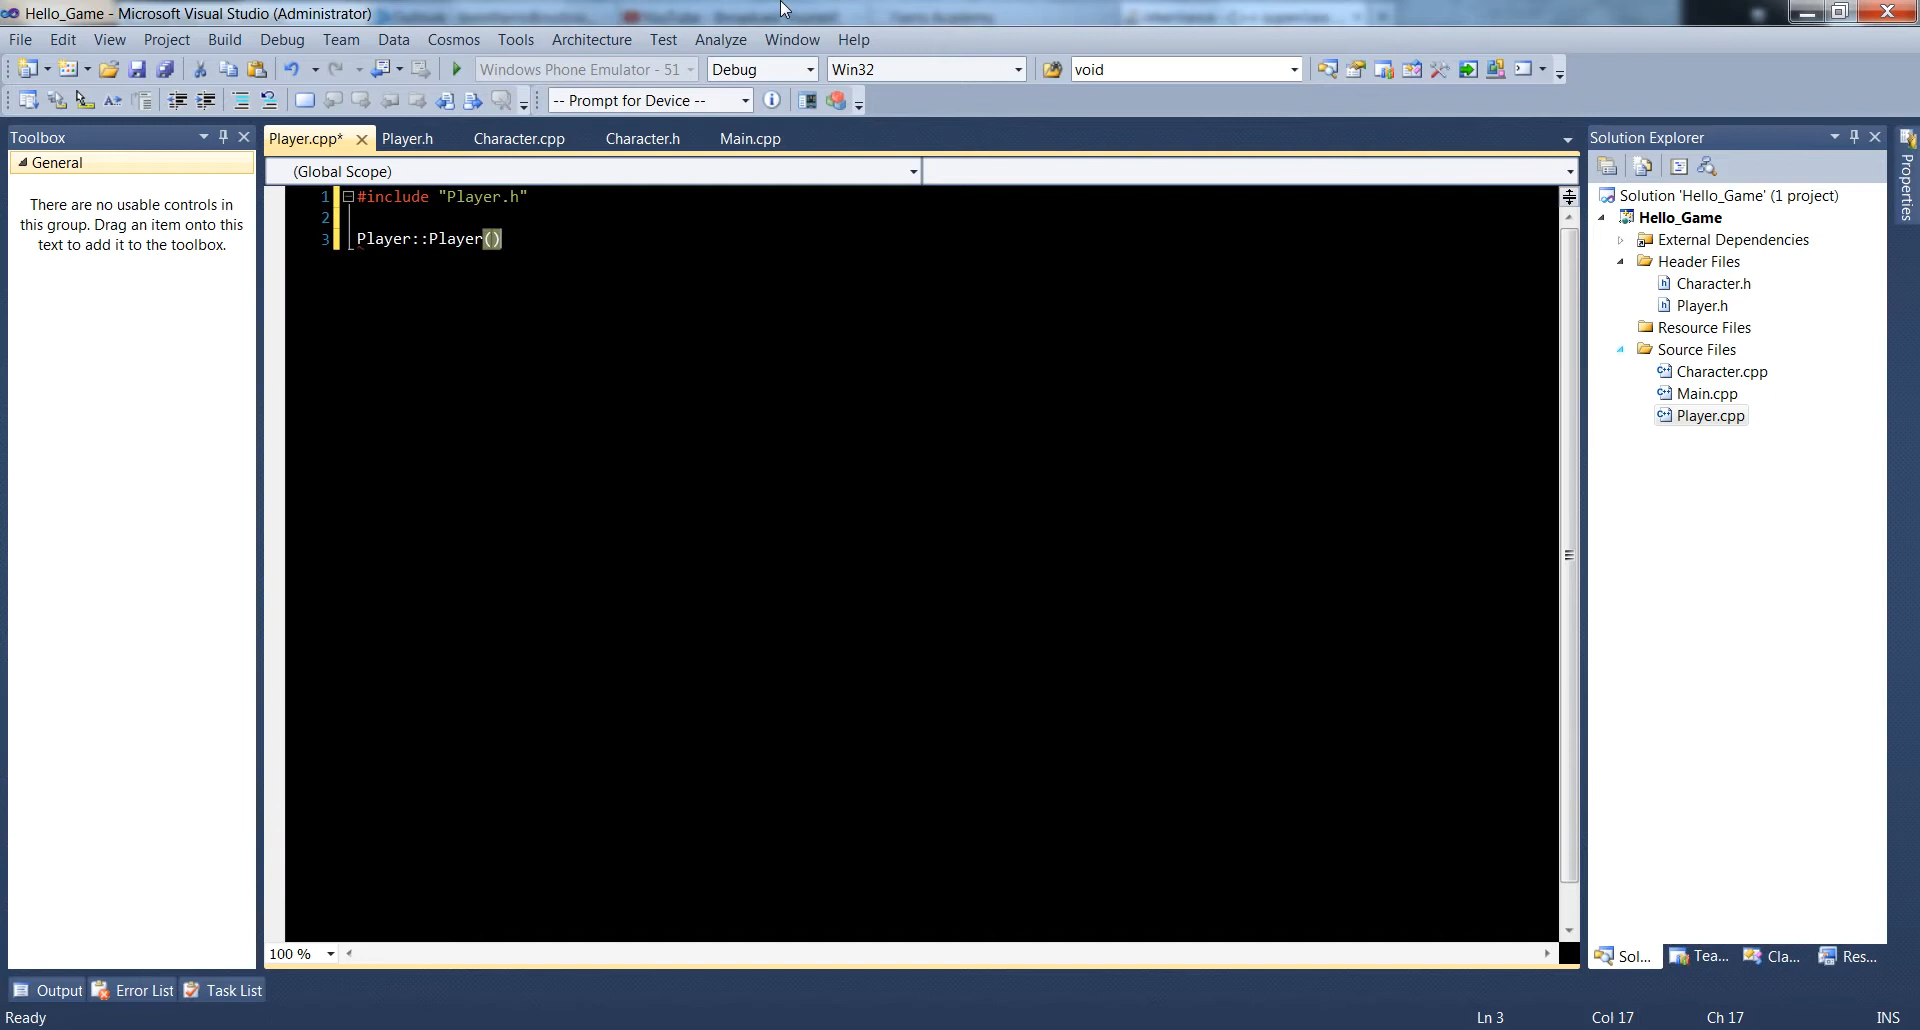 Hello_Game - Microsoft Visual Studio (Administrator)
File Edit View Project Build Debug Team Data Cosmos Tools Architecture Test Analyze Window Help
Windows Phone Emulator - 51 Debug Win32 void
-- Prompt for Device --
Toolbox
General
There are no usable controls in
this group. Drag an item onto this
text to add it to the toolbox.
Player.cpp* Player.h Character.cpp Character.h Main.cpp
(Global Scope)
1 #include "Player.h"
2
3 Player::Player()
100 %
Solution Explorer
Solution 'Hello_Game' (1 project)
Hello_Game
External Dependencies
Header Files
Character.h
Player.h
Resource Files
Source Files
Character.cpp
Main.cpp
Player.cpp
Sol... Tea... Cla... Res...
Properties
Output Error List Task List
Ready Ln 3 Col 17 Ch 17 INS